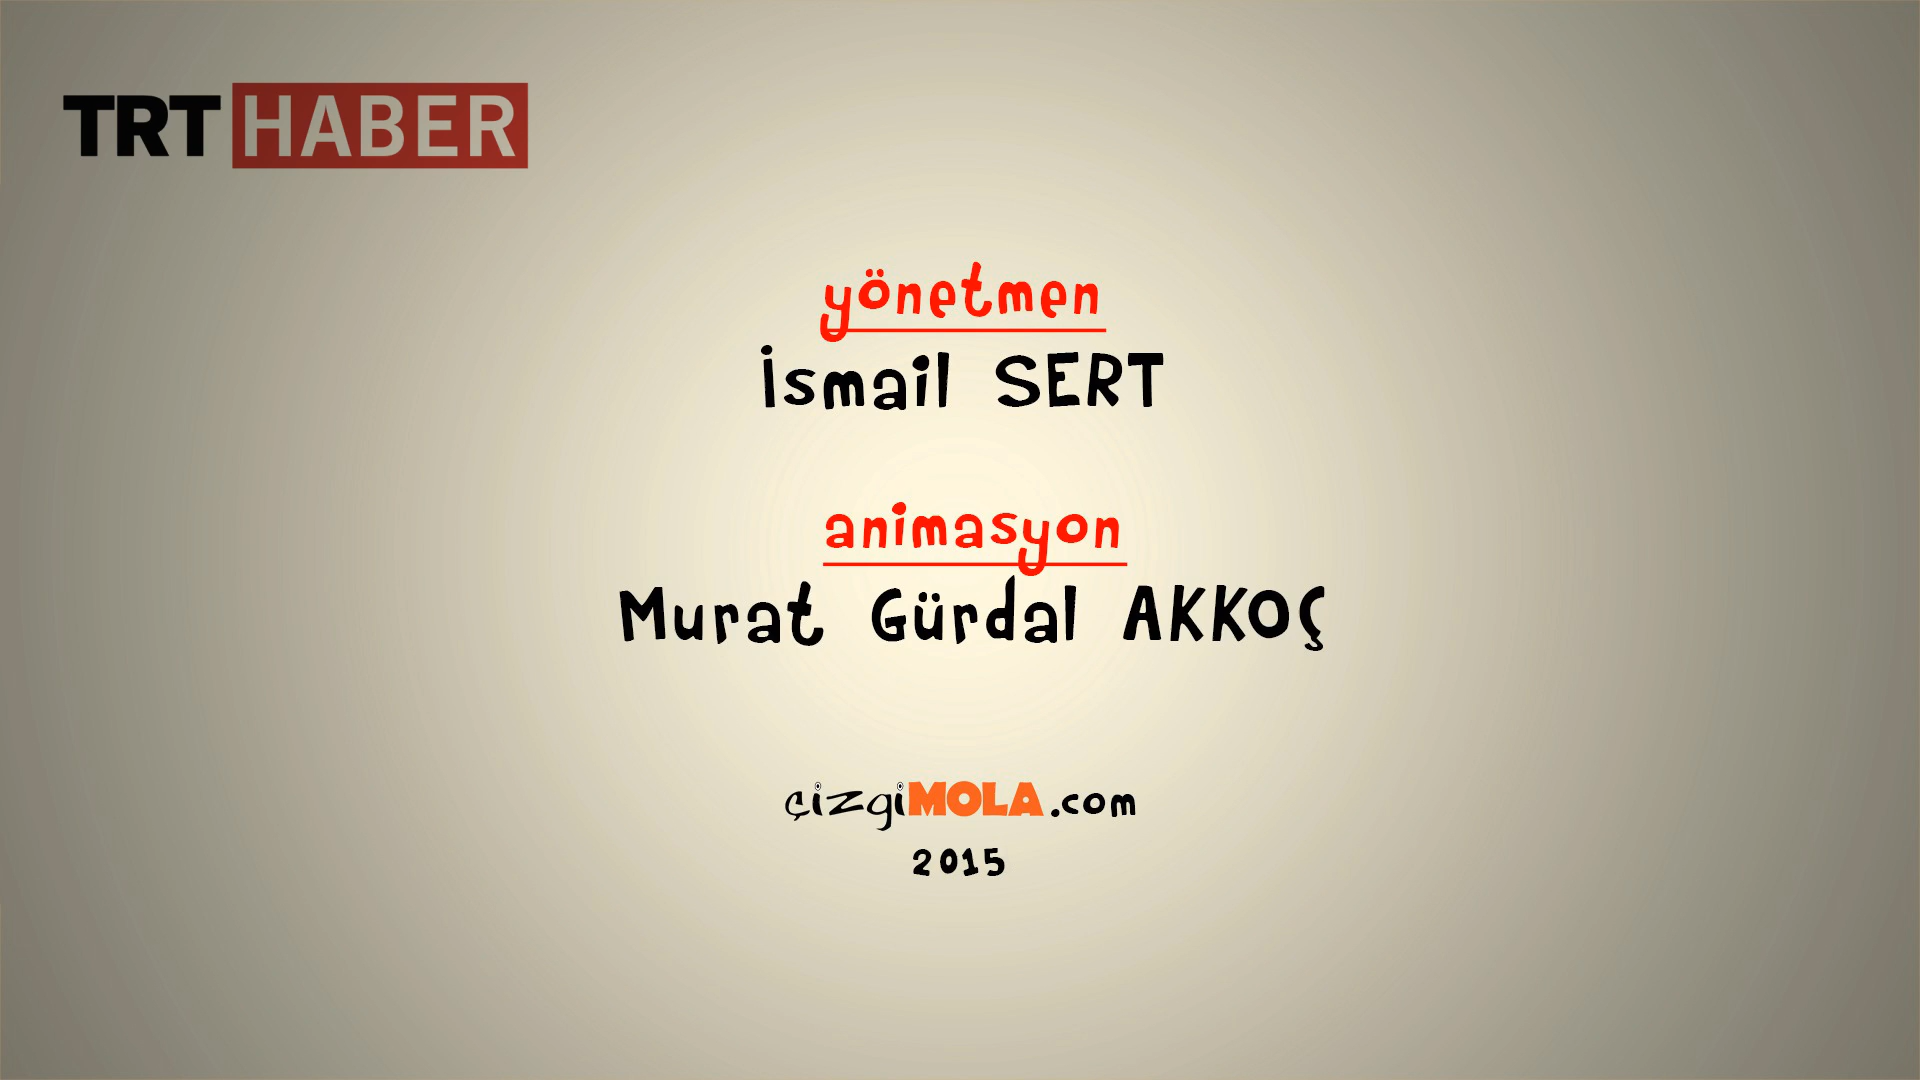 TRT HABER
yönetmen
İsmail SERT
animasyon
Murat Gürdal AKKOÇ
çizgiMOLA.com
2015